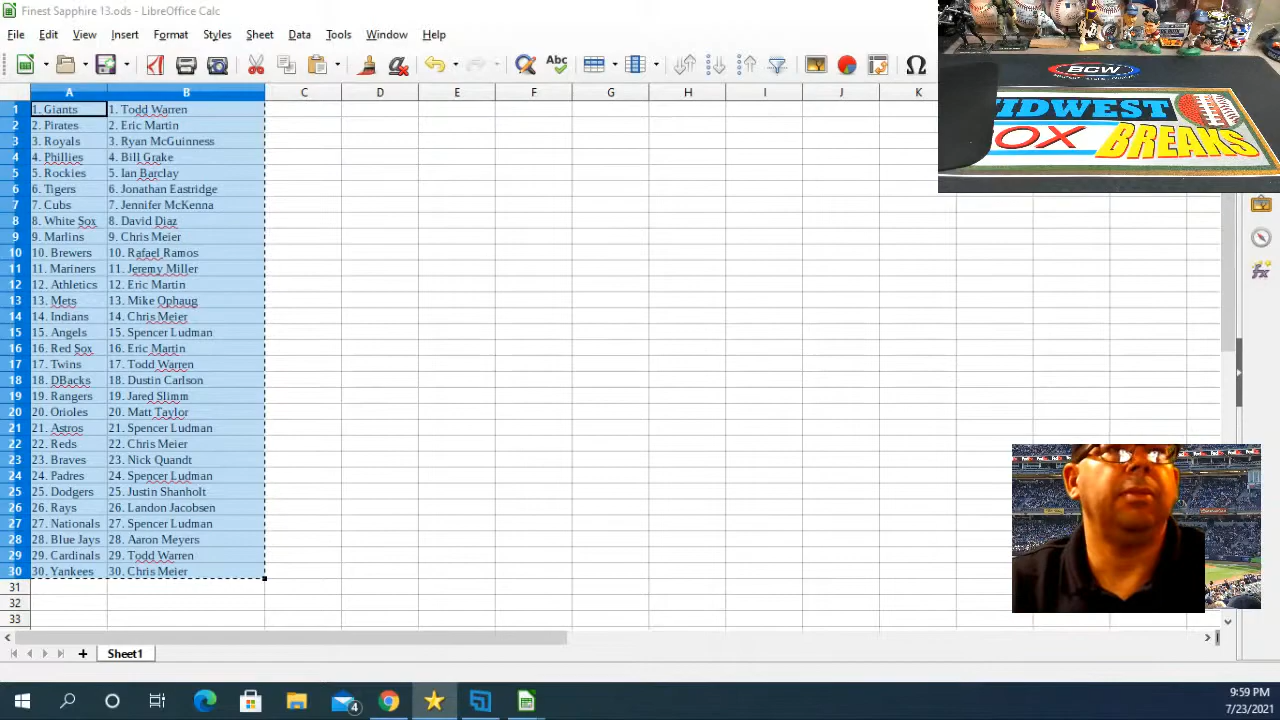 Finest Sapphire 13.ods - LibreOffice Calc
File Edit View Insert Format Styles Sheet Data Tools Window Help
BCW
MIDWEST
BOX BREAKS
A B C D E F G H I J K
1 1. Giants 1. Todd Warren
2 2. Pirates 2. Eric Martin
3 3. Royals 3. Ryan McGuinness
4 4. Phillies 4. Bill Grake
5 5. Rockies 5. Ian Barclay
6 6. Tigers 6. Jonathan Eastridge
7 7. Cubs 7. Jennifer McKenna
8 8. White Sox 8. David Diaz
9 9. Marlins 9. Chris Meier
10 10. Brewers 10. Rafael Ramos
11 11. Mariners 11. Jeremy Miller
12 12. Athletics 12. Eric Martin
13 13. Mets 13. Mike Ophaug
14 14. Indians 14. Chris Meier
15 15. Angels 15. Spencer Ludman
16 16. Red Sox 16. Eric Martin
17 17. Twins 17. Todd Warren
18 18. DBacks 18. Dustin Carlson
19 19. Rangers 19. Jared Slimm
20 20. Orioles 20. Matt Taylor
21 21. Astros 21. Spencer Ludman
22 22. Reds 22. Chris Meier
23 23. Braves 23. Nick Quandt
24 24. Padres 24. Spencer Ludman
25 25. Dodgers 25. Justin Shanholt
26 26. Rays 26. Landon Jacobsen
27 27. Nationals 27. Spencer Ludman
28 28. Blue Jays 28. Aaron Meyers
29 29. Cardinals 29. Todd Warren
30 30. Yankees 30. Chris Meier
31
32
33
Sheet1
4
9:59 PM
7/23/2021